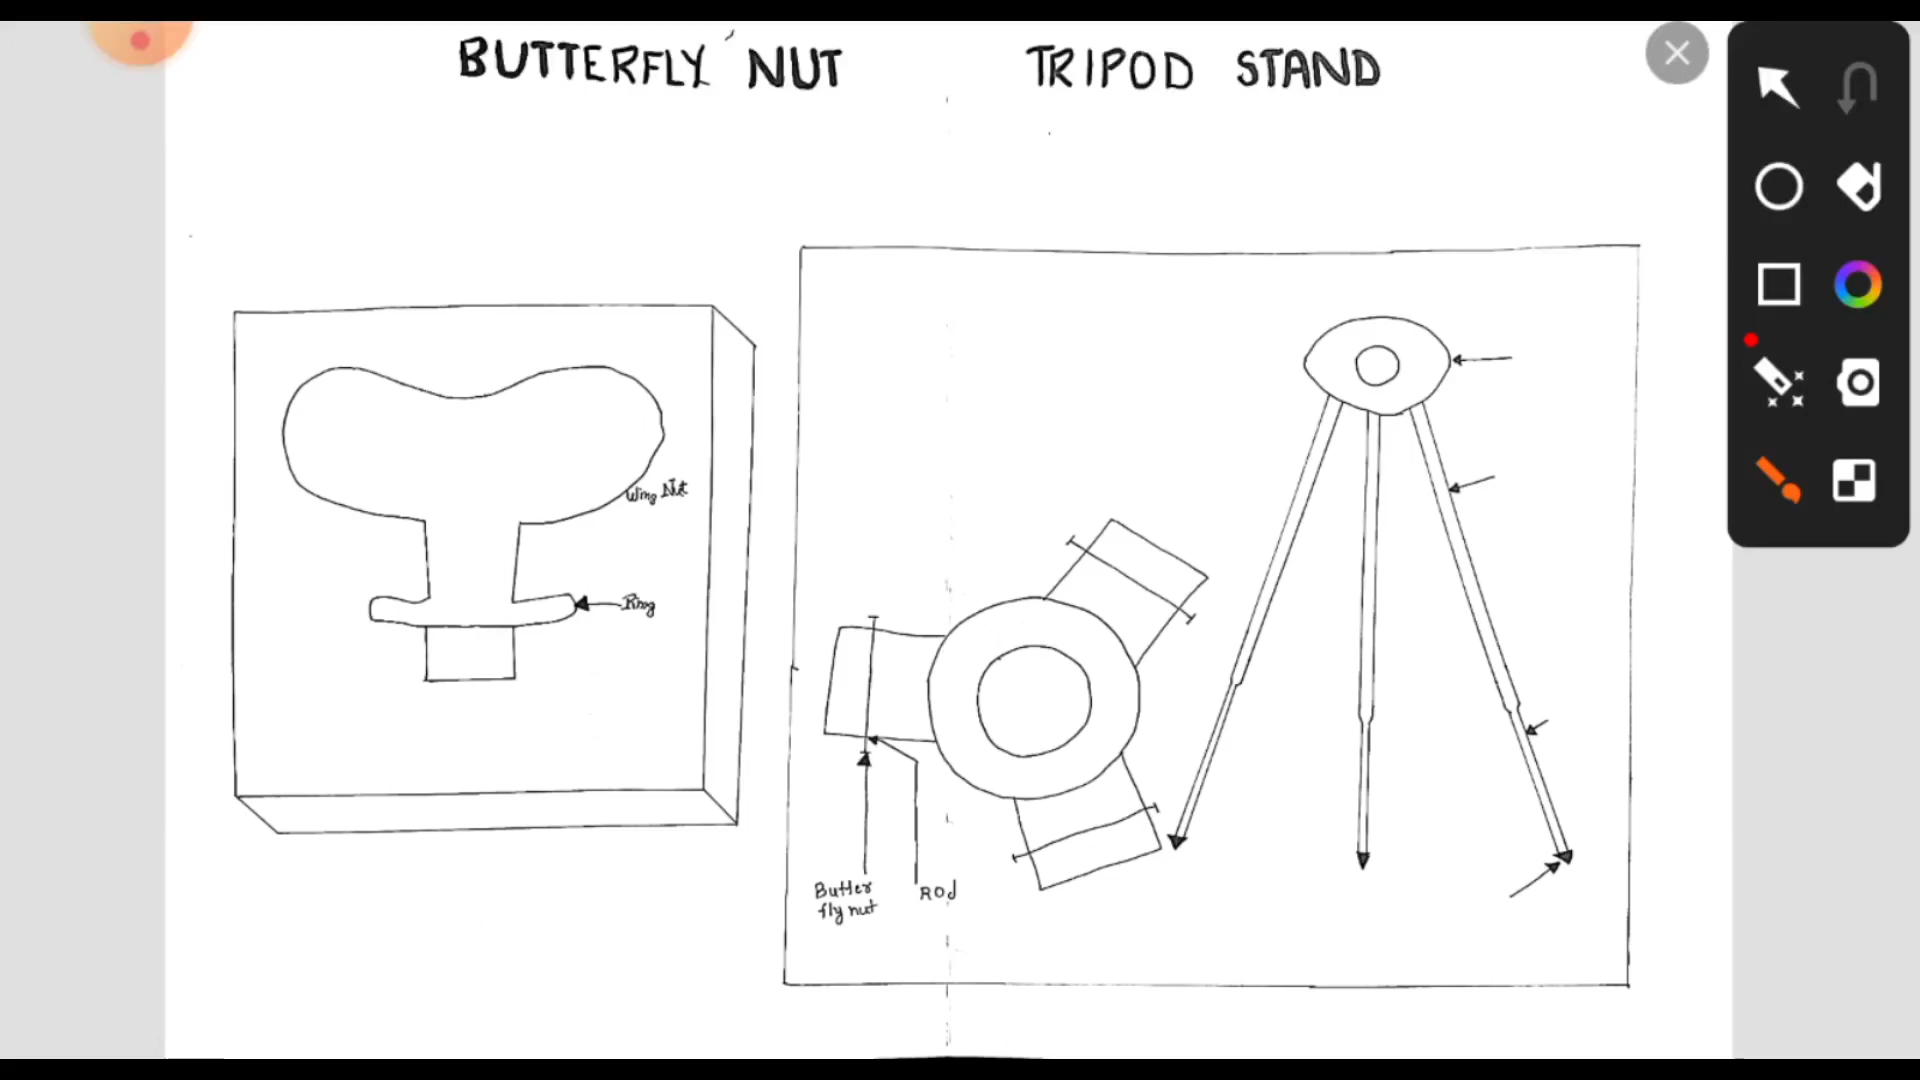 BUTTERFLY NUT
TRIPOD STAND
Wing Nut
Ring
Butter
fly nut
ROd